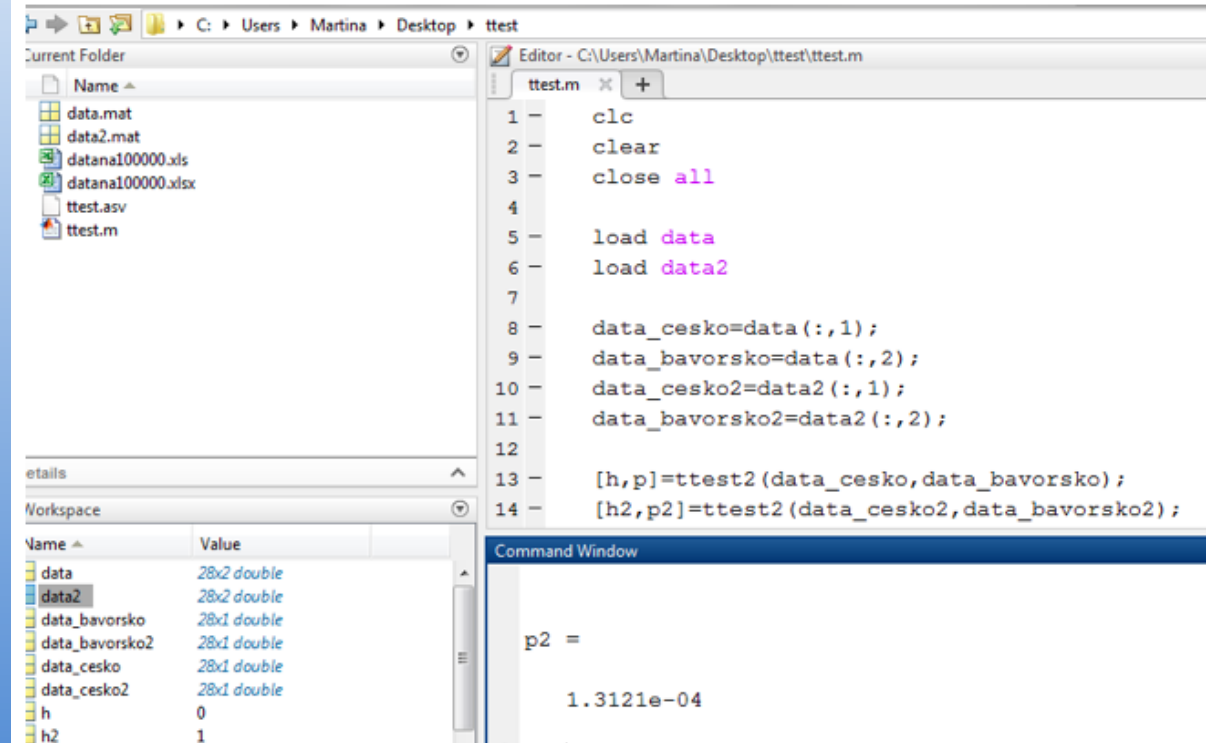 C: Users Martina Desktop ttest
Current Folder
Name
data.mat
data2.mat
datana100000.xls
datana100000.xlsx
ttest.asv
ttest.m
etails
Workspace
Name Value
data 28x2 double
data2 28x2 double
data_bavorsko 28x1 double
data_bavorsko2 28x1 double
data_cesko 28x1 double
data_cesko2 28x1 double
h 0
h2 1
Editor - C:\Users\Martina\Desktop\ttest\ttest.m
ttest.m × +
1 - clc
2 - clear
3 - close all
4
5 - load data
6 - load data2
7
8 - data_cesko=data(:,1);
9 - data_bavorsko=data(:,2);
10 - data_cesko2=data2(:,1);
11 - data_bavorsko2=data2(:,2);
12
13 - [h,p]=ttest2(data_cesko,data_bavorsko);
14 - [h2,p2]=ttest2(data_cesko2,data_bavorsko2);
Command Window
p2 =
1.3121e-04